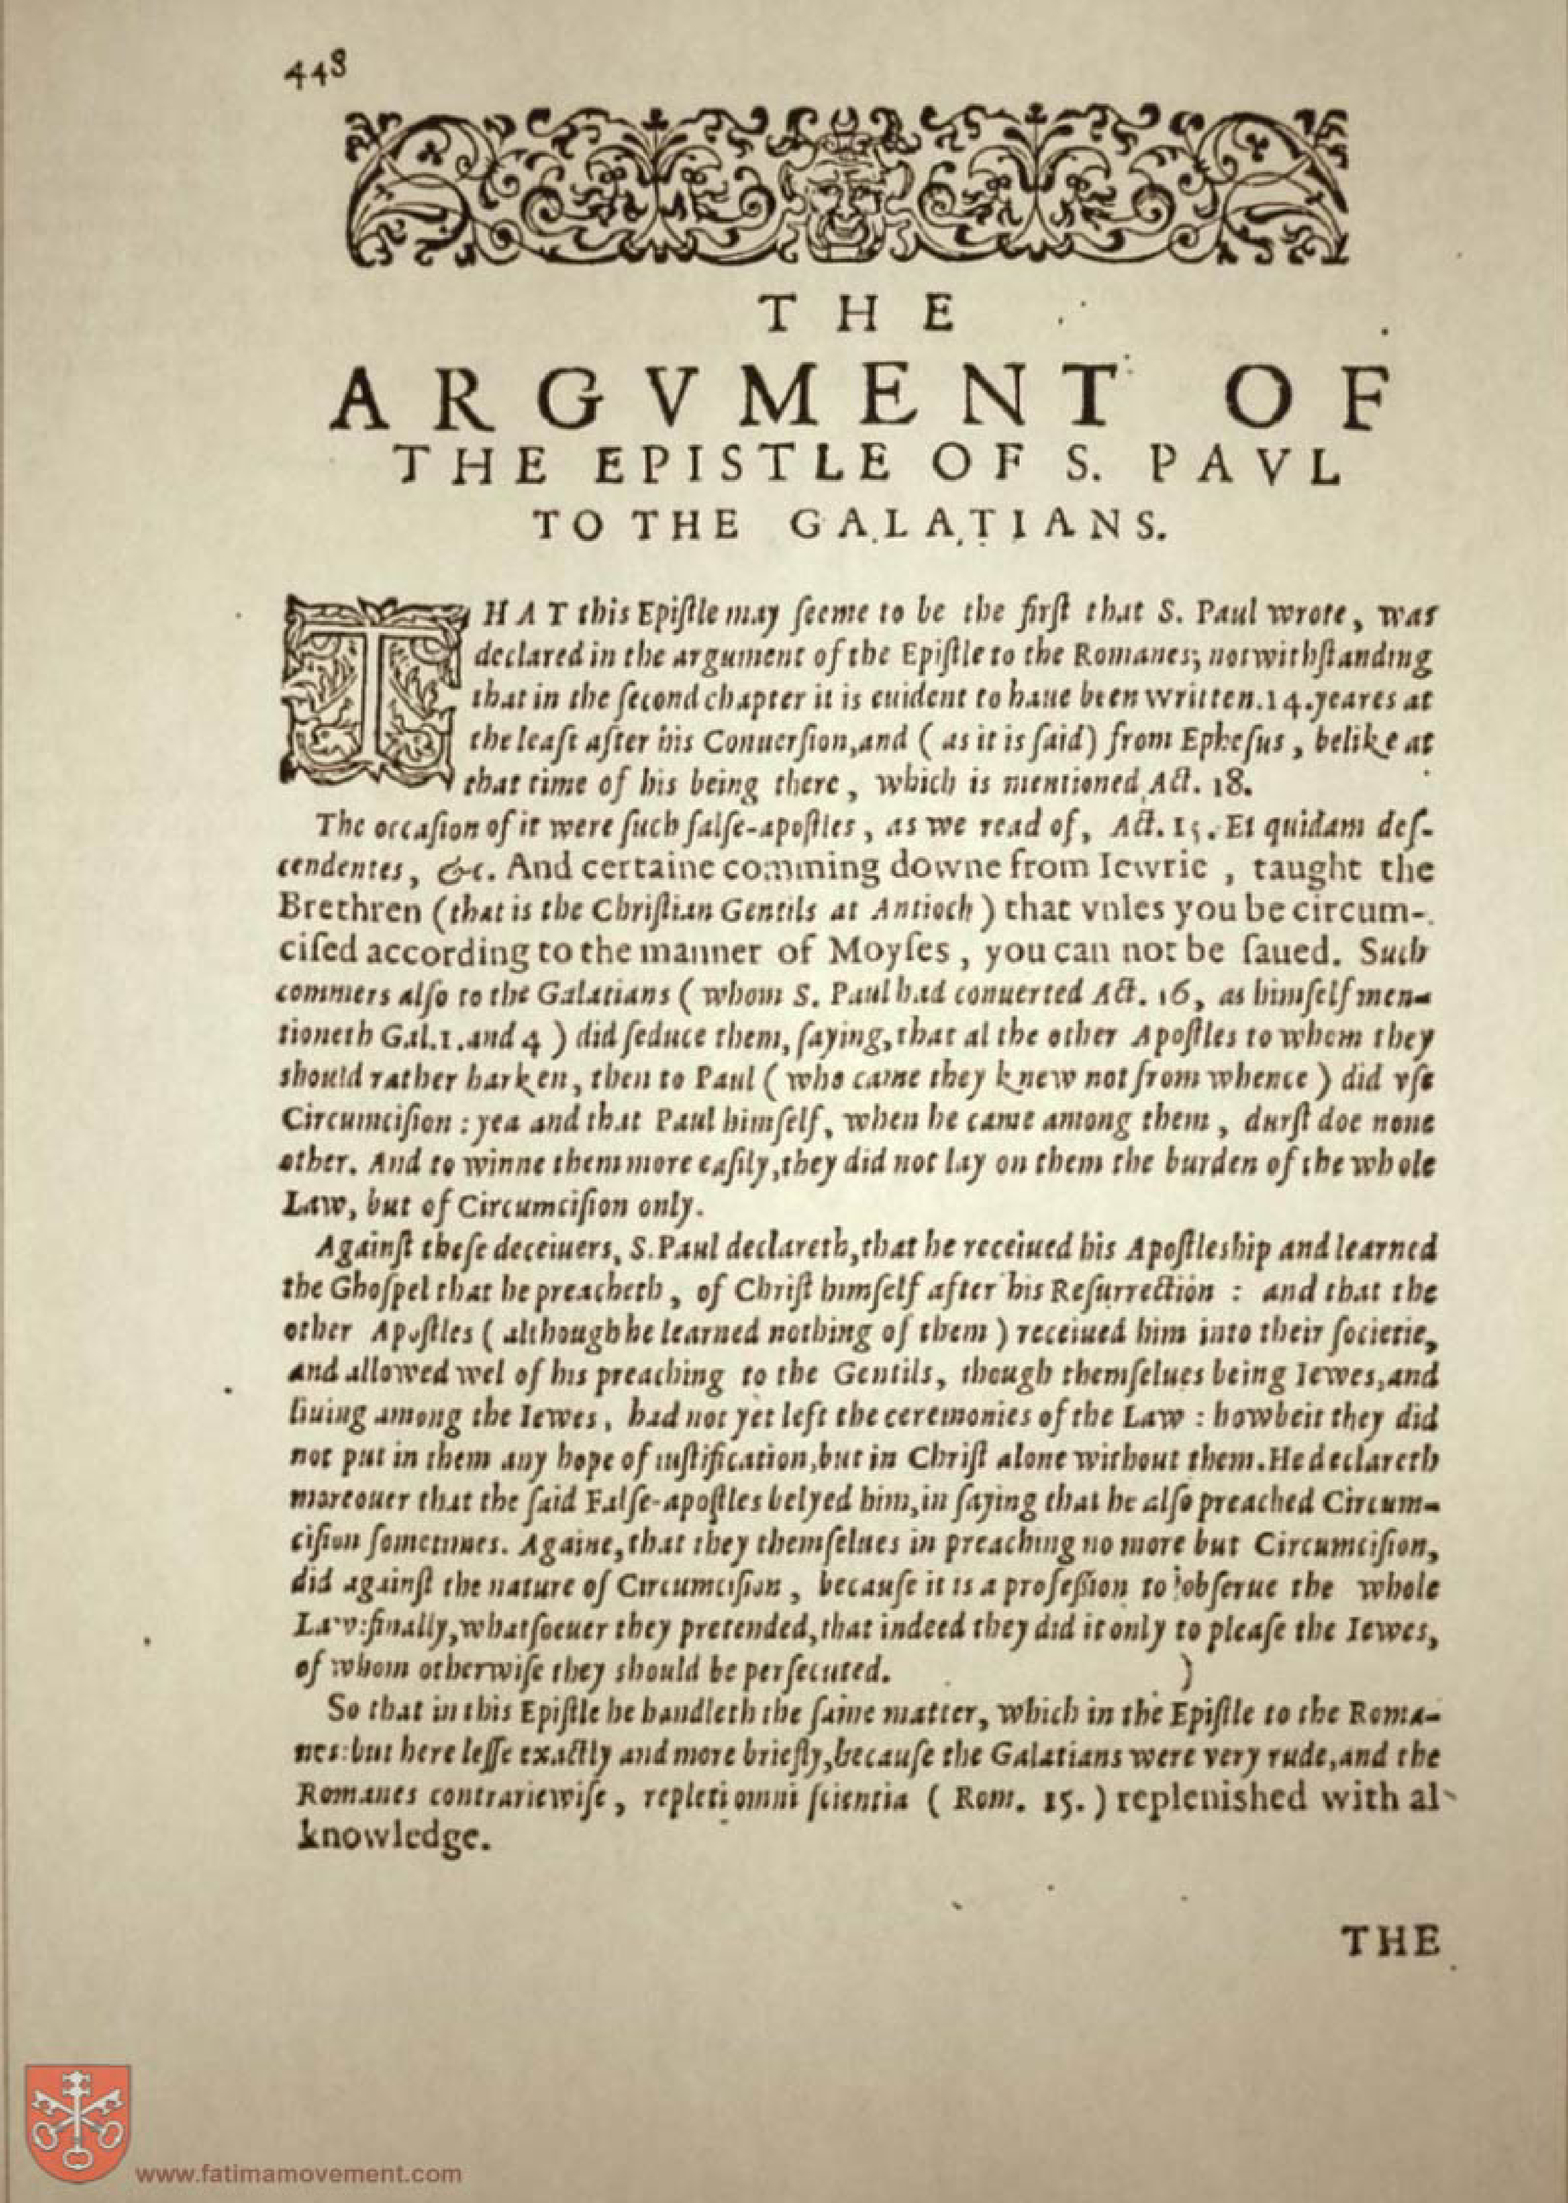 448
THE
ARGVMENT OF
THE EPISTLE OF S. PAVL
TO THE GALATIANS.
THAT this Epiſtle may ſeeme to be the firſt that S. Paul wrote, was
declared in the argument of the Epiſtle to the Romanes; notwithſtanding
that in the ſecond chapter it is euident to haue been written. 14. yeares at
the leaſt after his Conuerſion, and ( as it is ſaid) from Epheſus, belike at
that time of his being there, which is mentioned Act. 18.
The occaſion of it were ſuch falſe-apoſtles, as we read of, Act. 15. Et quidam deſ-
cendentes, &c. And certaine comming downe from Iewrie, taught the
Brethren (that is the Chriſtian Gentils at Antioch) that vnles you be circum-
ciſed according to the manner of Moyſes, you can not be ſaued. Such
commers alſo to the Galatians ( whom S. Paul had conuerted Act. 16, as himſelf men-
tioneth Gal. 1. and 4 ) did ſeduce them, ſaying, that al the other Apoſtles to whom they
should rather harken, then to Paul ( who came they knew not from whence ) did vſe
Circumciſion : yea and that Paul himſelf, when he came among them, durſt doe none
other. And to winne them more eaſily, they did not lay on them the burden of the whole
Law, but of Circumciſion only.
Againſt theſe deceiuers, S. Paul declareth, that he receiued his Apoſtleship and learned
the Ghoſpel that he preacheth, of Chriſt himſelf after his Reſurrection : and that the
other Apoſtles ( although he learned nothing of them ) receiued him into their ſocietie,
and allowed wel of his preaching to the Gentils, though themſelues being Iewes, and
liuing among the Iewes, had not yet left the ceremonies of the Law : howbeit they did
not put in them any hope of iuſtification, but in Chriſt alone without them. He declareth
moreouer that the ſaid Falſe-apoſtles belyed him, in ſaying that he alſo preached Circum-
ciſion ſometimes. Againe, that they themſelues in preaching no more but Circumciſion,
did againſt the nature of Circumciſion, becauſe it is a profeſsion to obſerue the whole
Law: finally, whatſoeuer they pretended, that indeed they did it only to pleaſe the Iewes,
of whom otherwiſe they should be perſecuted. )
So that in this Epiſtle he handleth the ſame matter, which in the Epiſtle to the Roma-
nes: but here leſſe exactly and more briefly, becauſe the Galatians were very rude, and the
Romanes contrariewiſe, repleti omni ſcientia ( Rom. 15. ) replenished with al
knowledge.
THE
www.fatimamovement.com